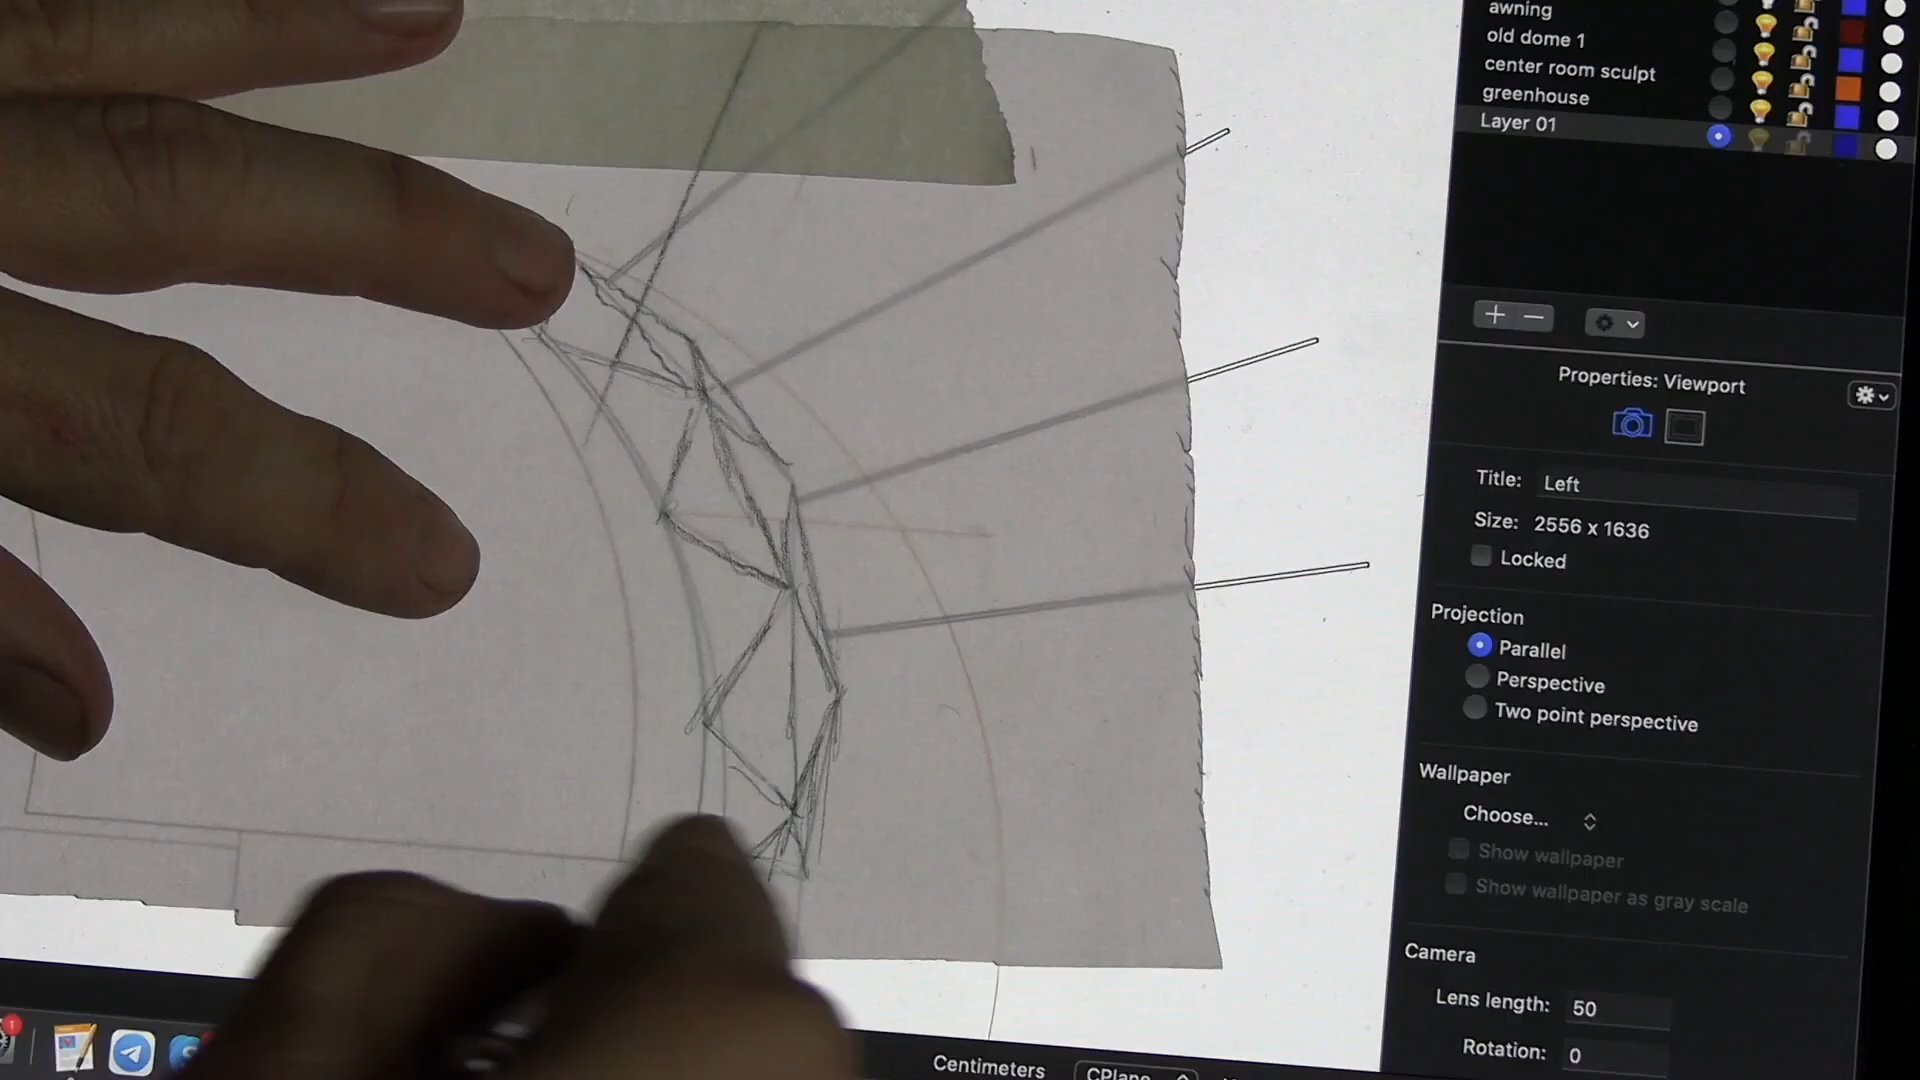 awning
old dome 1
center room sculpt
greenhouse
Layer 01
Properties: Viewport
Title: Left
Size: 2556 x 1636
Locked
Projection
Parallel
Perspective
Two point perspective
Wallpaper
Choose...
Show wallpaper
Show wallpaper as gray scale
Camera
Lens length: 50
Rotation: 0
1
Centimeters
CPlane